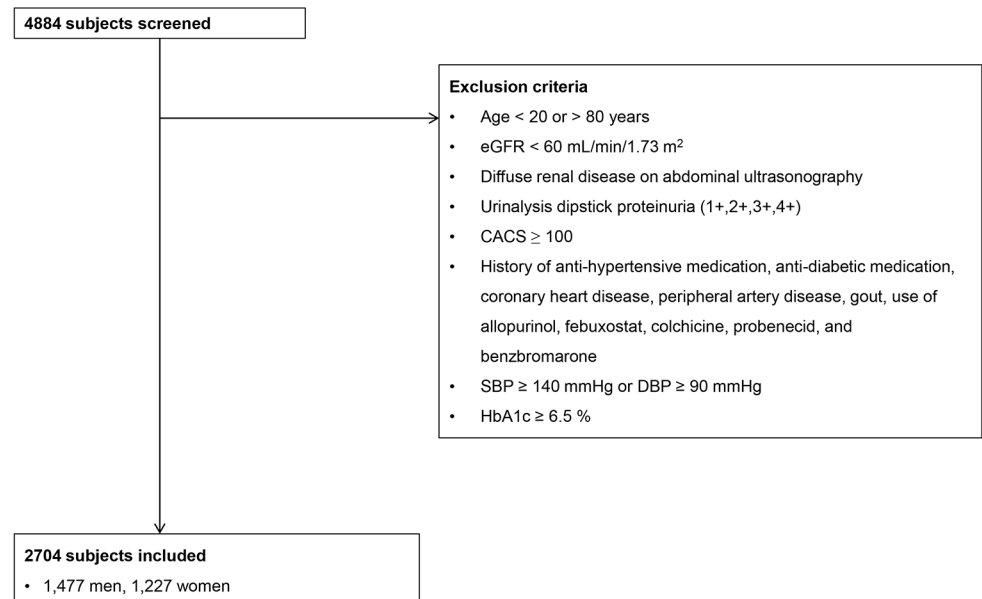 4884 subjects screened
Exclusion criteria
• Age < 20 or > 80 years
• eGFR < 60 mL/min/1.73 m²
• Diffuse renal disease on abdominal ultrasonography
• Urinalysis dipstick proteinuria (1+,2+,3+,4+)
• CACS ≥ 100
• History of anti-hypertensive medication, anti-diabetic medication,
coronary heart disease, peripheral artery disease, gout, use of
allopurinol, febuxostat, colchicine, probenecid, and
benzbromarone
• SBP ≥ 140 mmHg or DBP ≥ 90 mmHg
• HbA1c ≥ 6.5 %
2704 subjects included
• 1,477 men, 1,227 women